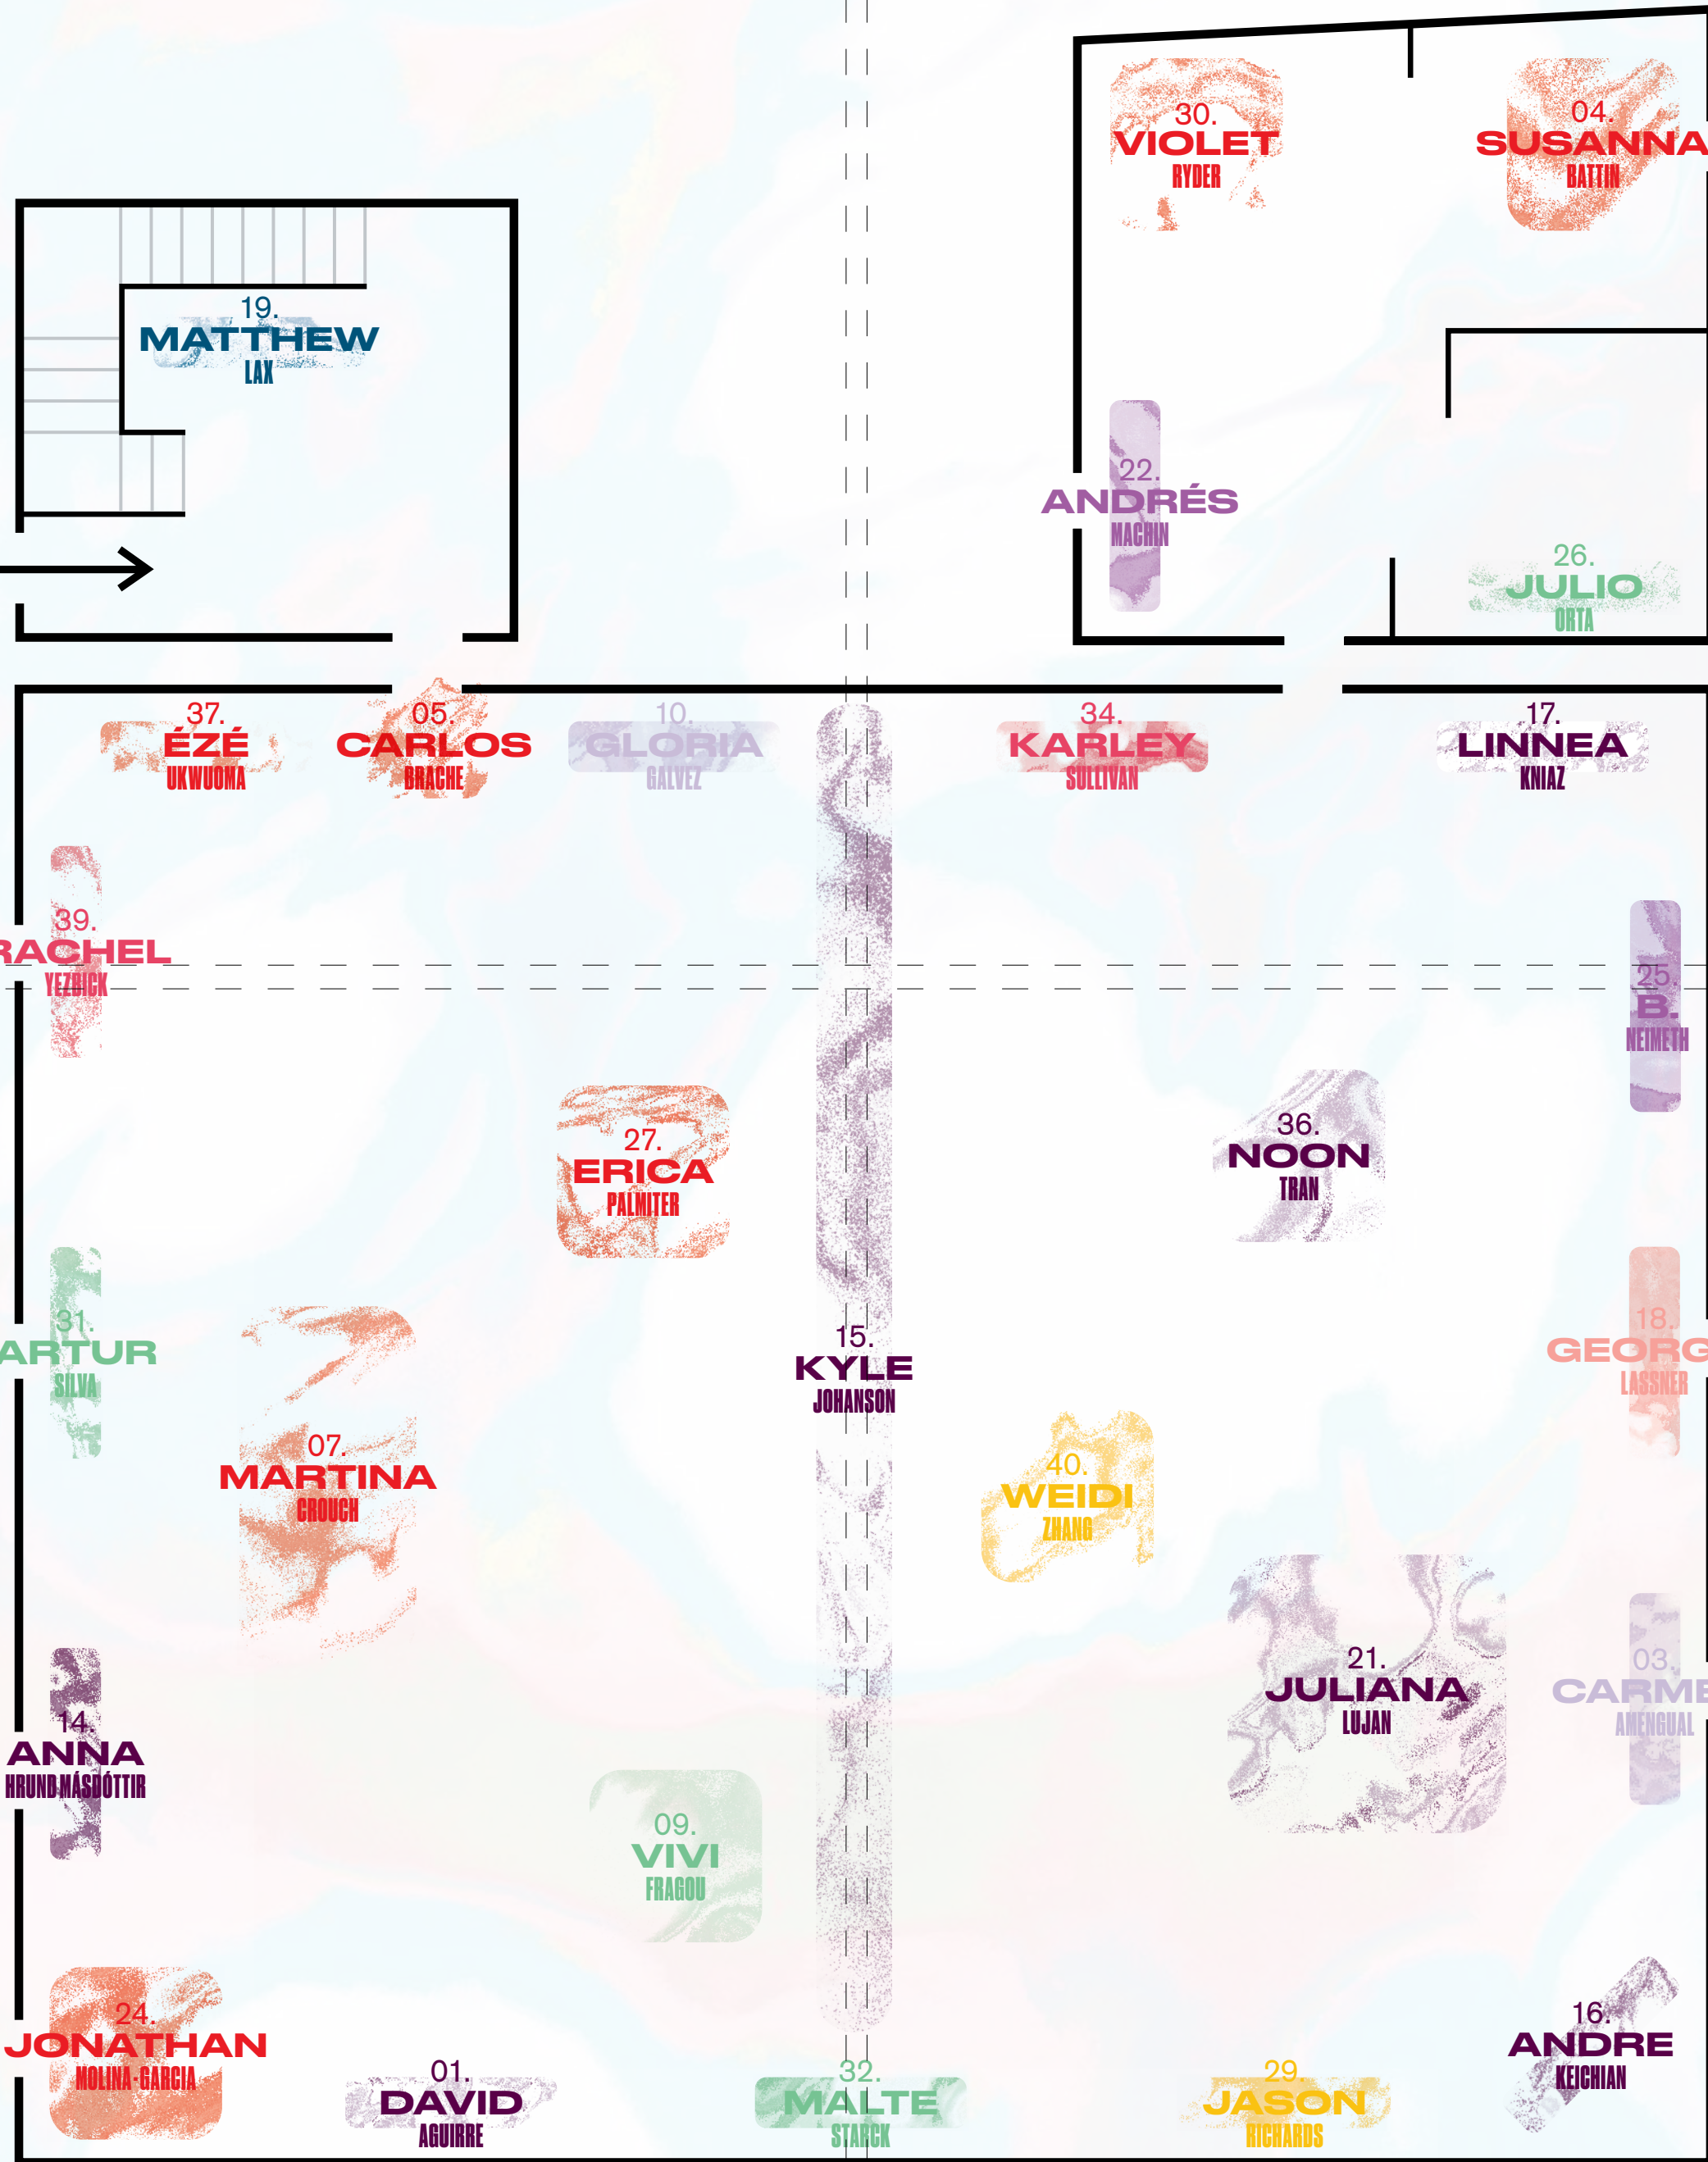 30.
VIOLET
RYDER
04.
SUSANNA
BATTIN
19.
MATTHEW
LAX
22.
ANDRÉS
MACHIN
26.
JULIO
ORTA
37.
ÉZÉ
UKWUOMA
05.
CARLOS
BRACHE
10.
GLORIA
GALVEZ
34.
KARLEY
SULLIVAN
17.
LINNEA
KNIAZ
39.
RACHEL
YEZBICK
25.
B.
NEIMETH
27.
ERICA
PALMITER
36.
NOON
TRAN
31.
ARTUR
SILVA
15.
KYLE
JOHANSON
18.
GEORG
LASSNER
07.
MARTINA
CROUCH
40.
WEIDI
ZHANG
21.
JULIANA
LUJAN
03.
CARME
AMENGUAL
14.
ANNA
HRUND MÁSDÓTTIR
09.
VIVI
FRAGOU
24.
JONATHAN
MOLINA-GARCIA
16.
ANDRE
KEICHIAN
01.
DAVID
AGUIRRE
32.
MALTE
STARCK
29.
JASON
RICHARDS